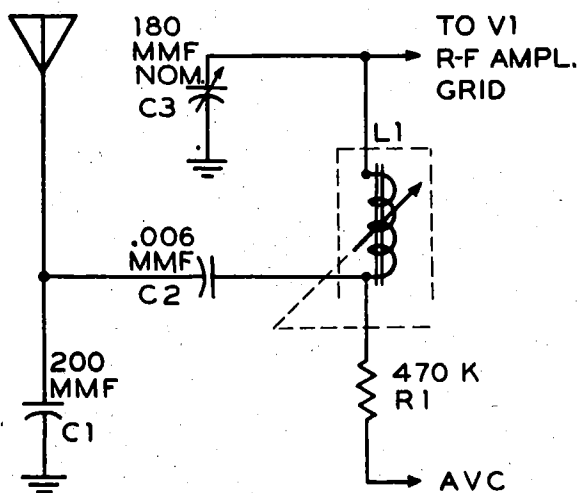 180
MMF
NOM.
C3
TO V1
R-F AMPL.
GRID
L1
.006
MMF
C2
200
MMF
C1
470 K
R1
AVC